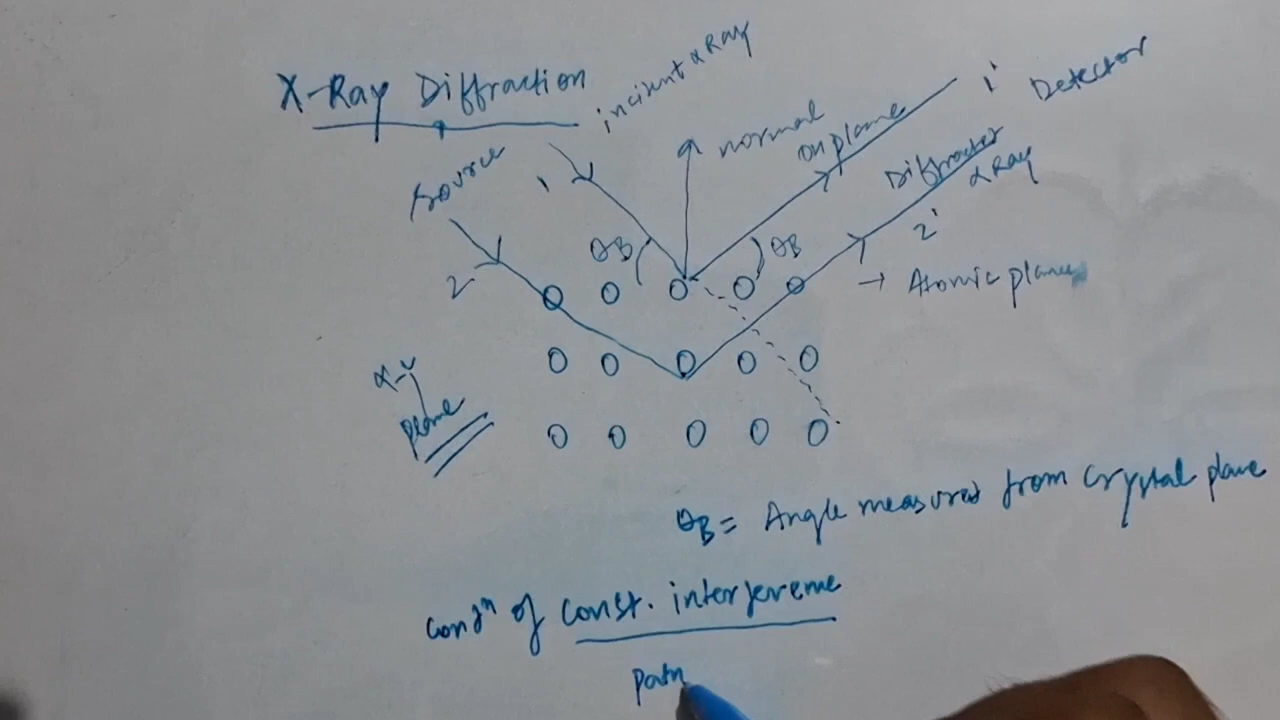 X-Ray Diffraction
incident x Ray
Source
normal
on plane
1'
Detector
1
Diffracted
x Ray
2'
θB
θB
2
→ Atomic plane
x-y
plane
θB = Angle measured from crystal plane
condn of const. interference
path